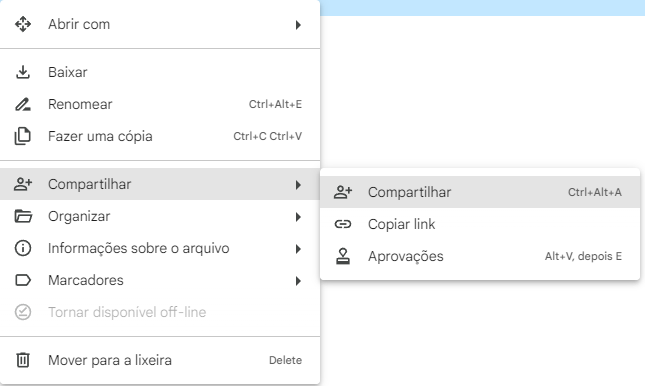 Abrir com
Baixar
Renomear Ctrl+Alt+E
Fazer uma cópia Ctrl+C Ctrl+V
Compartilhar
Organizar
Informações sobre o arquivo
Marcadores
Tornar disponível off-line
Mover para a lixeira Delete
Compartilhar Ctrl+Alt+A
Copiar link
Aprovações Alt+V, depois E